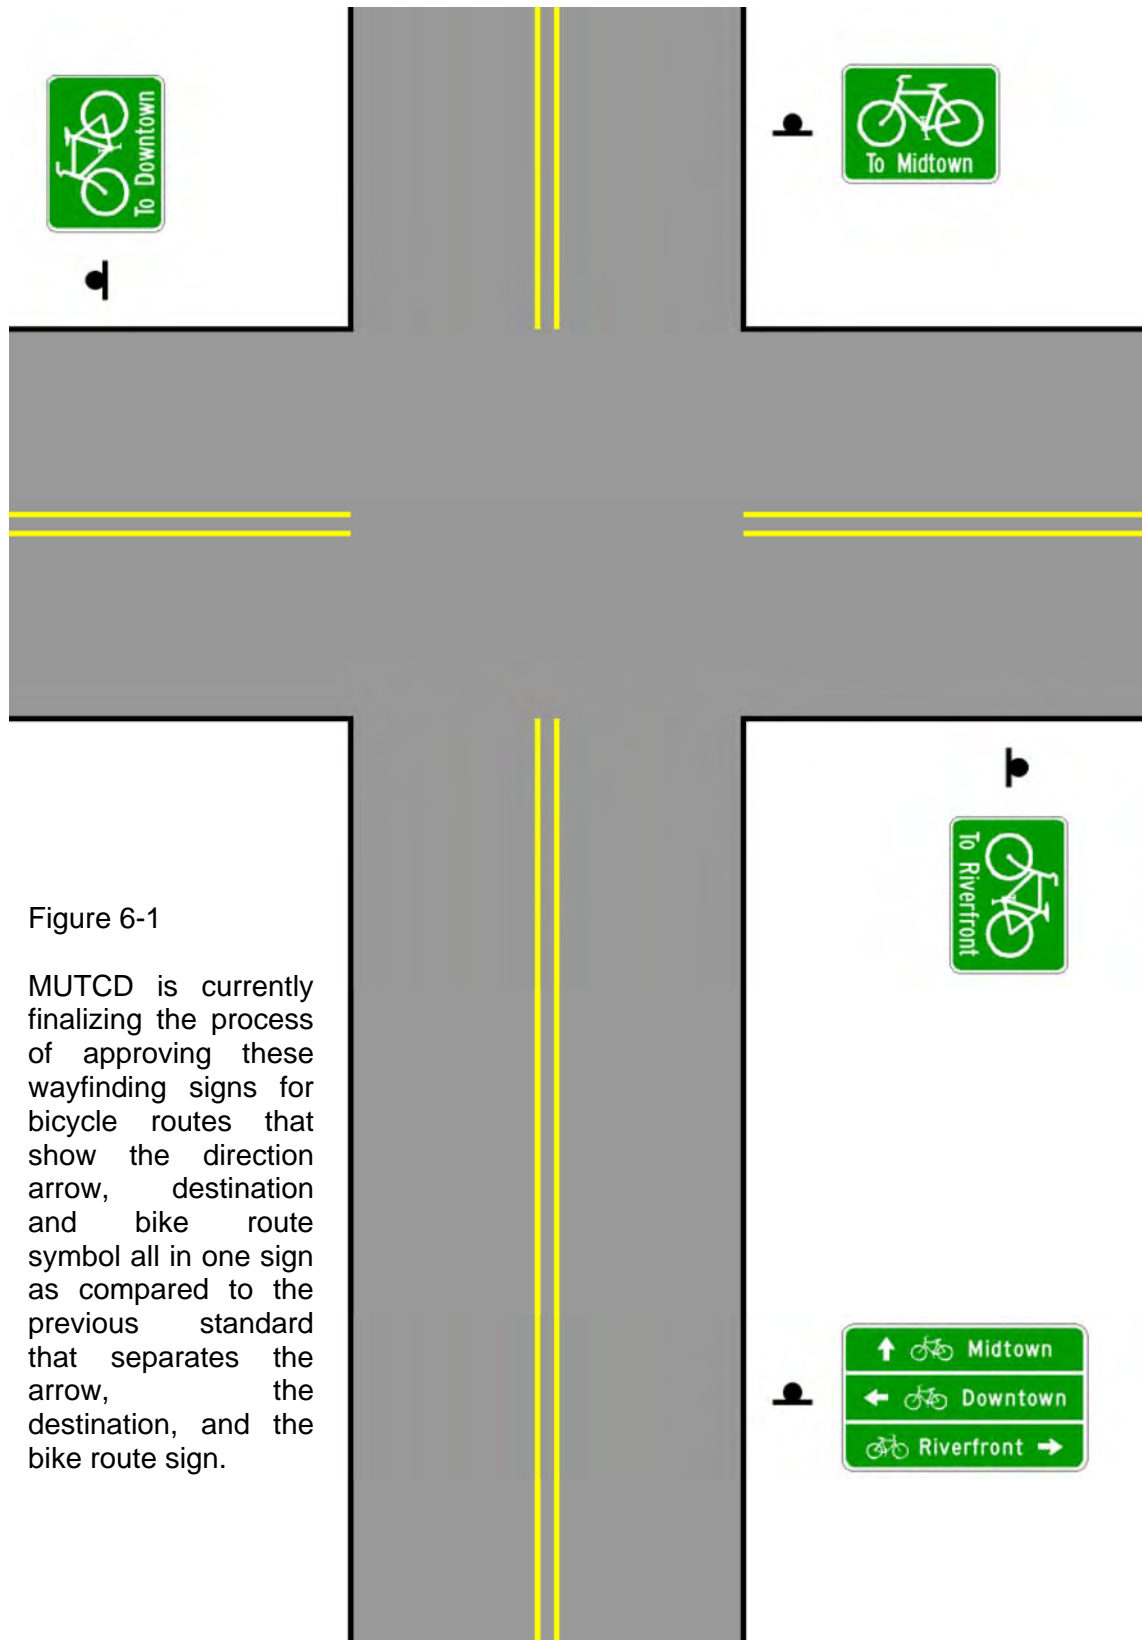 To Downtown
To Midtown
To Riverfront
Figure 6-1
MUTCD is currently
finalizing the process
of approving these
wayfinding signs for
bicycle routes that
show the direction
arrow, destination
and bike route
symbol all in one sign
as compared to the
previous standard
that separates the
arrow, the
destination, and the
bike route sign.
Midtown
Downtown
Riverfront